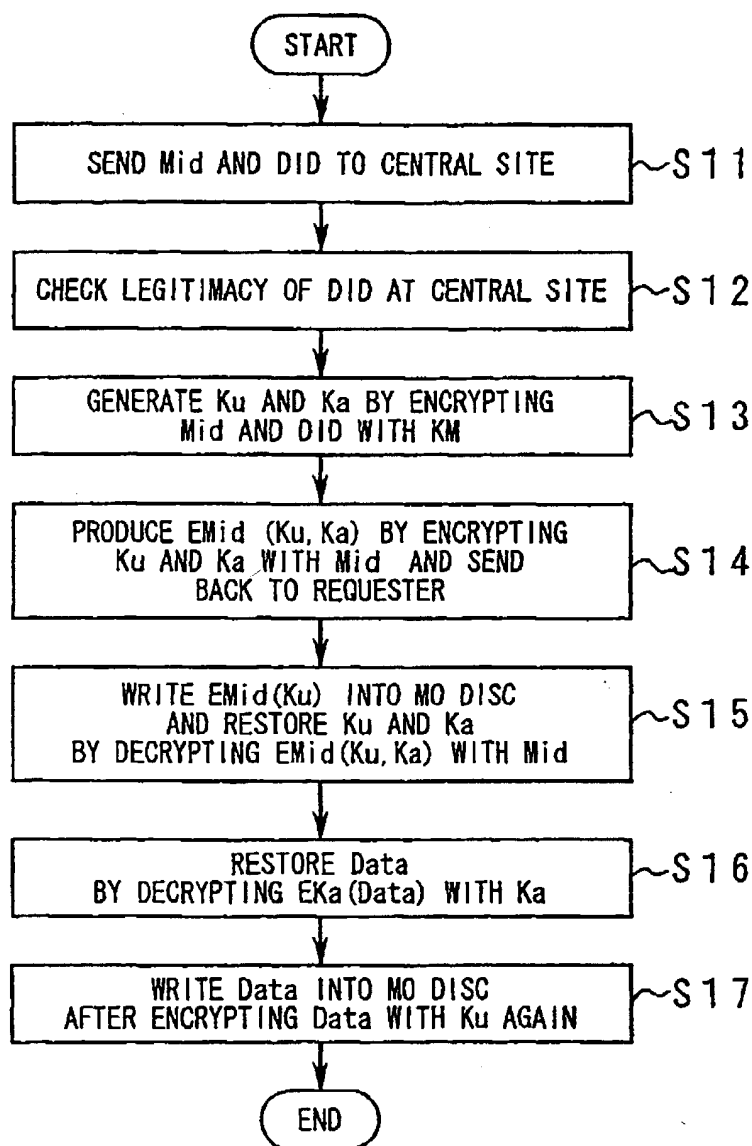 START
SEND Mid AND DID TO CENTRAL SITE
S11
CHECK LEGITIMACY OF DID AT CENTRAL SITE
S12
GENERATE Ku AND Ka BY ENCRYPTING
Mid AND DID WITH KM
S13
PRODUCE EMid (Ku, Ka) BY ENCRYPTING
Ku AND Ka WITH Mid AND SEND
BACK TO REQUESTER
S14
WRITE EMid(Ku) INTO MO DISC
AND RESTORE Ku AND Ka
BY DECRYPTING EMid(Ku, Ka) WITH Mid
S15
RESTORE Data
BY DECRYPTING EKa(Data) WITH Ka
S16
WRITE Data INTO MO DISC
AFTER ENCRYPTING Data WITH Ku AGAIN
S17
END